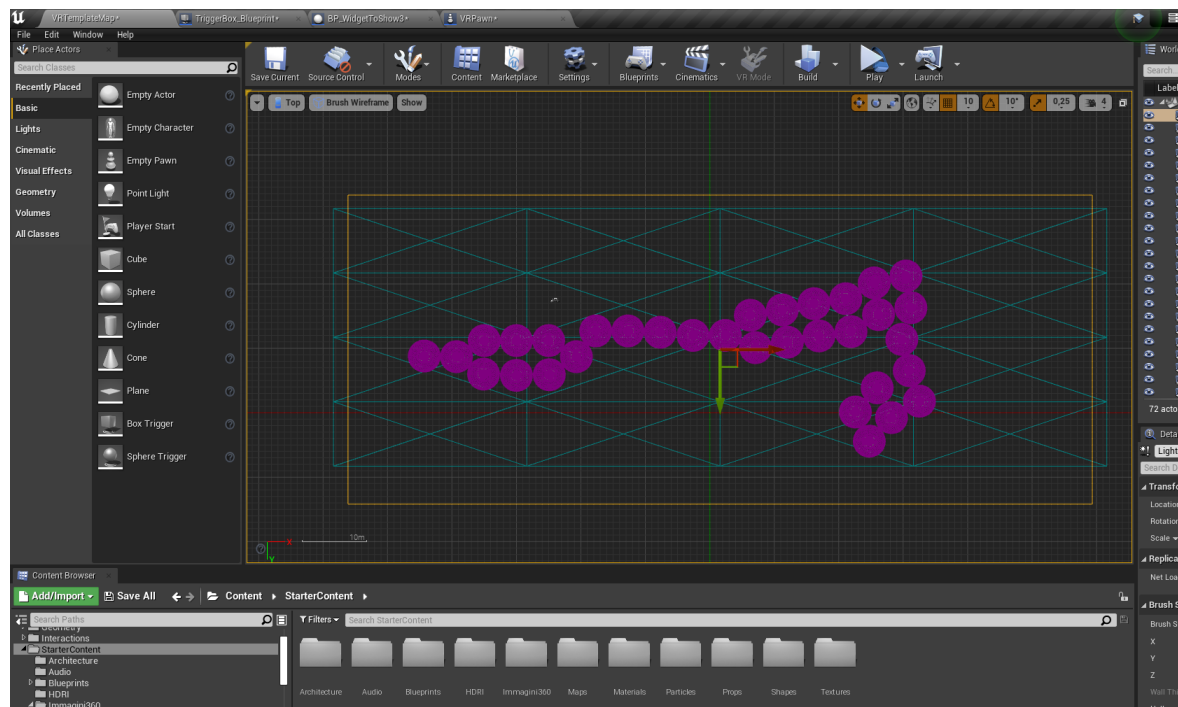 VRTemplateMap*
TriggerBox_Blueprint*
BP_WidgetToShow3*
VRPawn*
File Edit Window Help
Place Actors
Search Classes
Recently Played
Basic
Lights
Cinematic
Visual Effects
Geometry
Volumes
All Classes
Empty Actor
Empty Character
Empty Pawn
Point Light
Player Start
Cube
Sphere
Cylinder
Cone
Plane
Box Trigger
Sphere Trigger
Save Current Source Control Modes Content Marketplace Settings Blueprints Cinematics VR Mode Build Play Launch
Top Brush Wireframe Show
10 10° 0,25 4
10m
X
Y
Worl
Search
Label
72 acto
Deta
Light
Search D
Transfo
Location
Rotation
Scale
Replica
Net Loa
Brush S
Brush S
X
Y
Z
Wall Thi
Content Browser
Add/Import Save All Content StarterContent
Search Paths
Geometry
Interactions
StarterContent
Architecture
Audio
Blueprints
HDRI
Immagini360
Filters Search StarterContent
Architecture Audio Blueprints HDRI Immagini360 Maps Materials Particles Props Shapes Textures